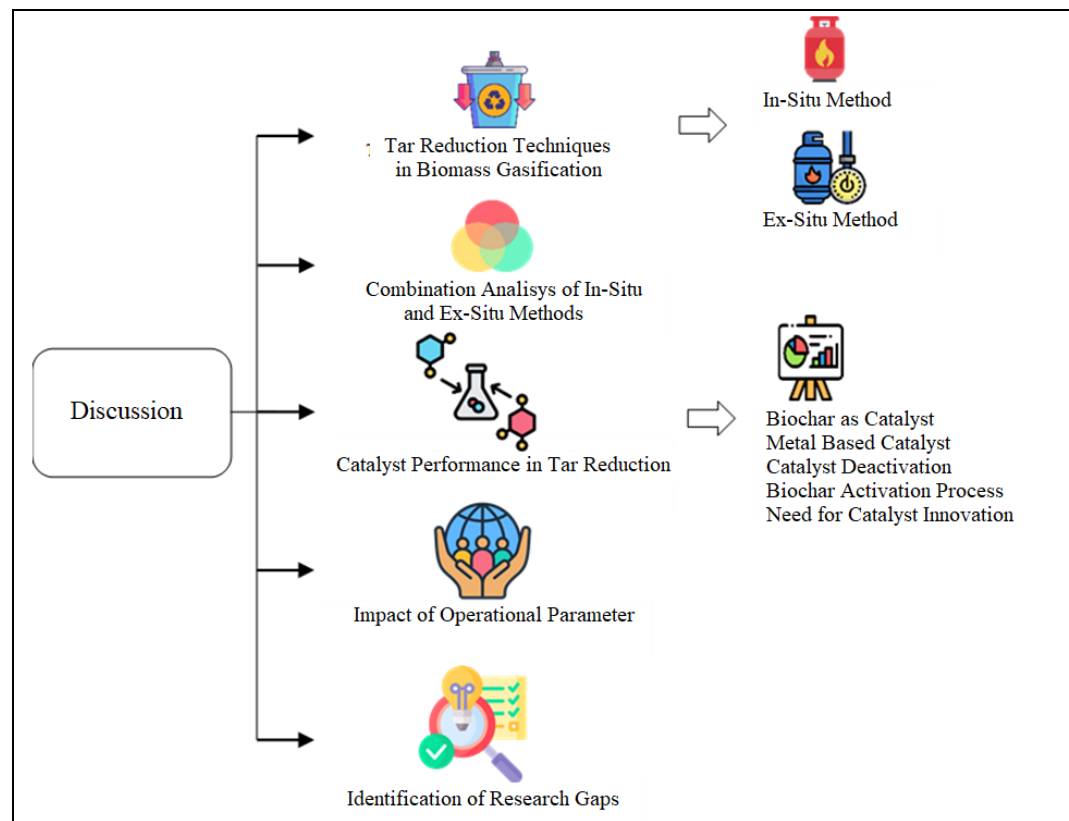 Discussion
Tar Reduction Techniques
in Biomass Gasification
In-Situ Method
Ex-Situ Method
Combination Analisys of In-Situ
and Ex-Situ Methods
Catalyst Performance in Tar Reduction
Biochar as Catalyst
Metal Based Catalyst
Catalyst Deactivation
Biochar Activation Process
Need for Catalyst Innovation
Impact of Operational Parameter
Identification of Research Gaps